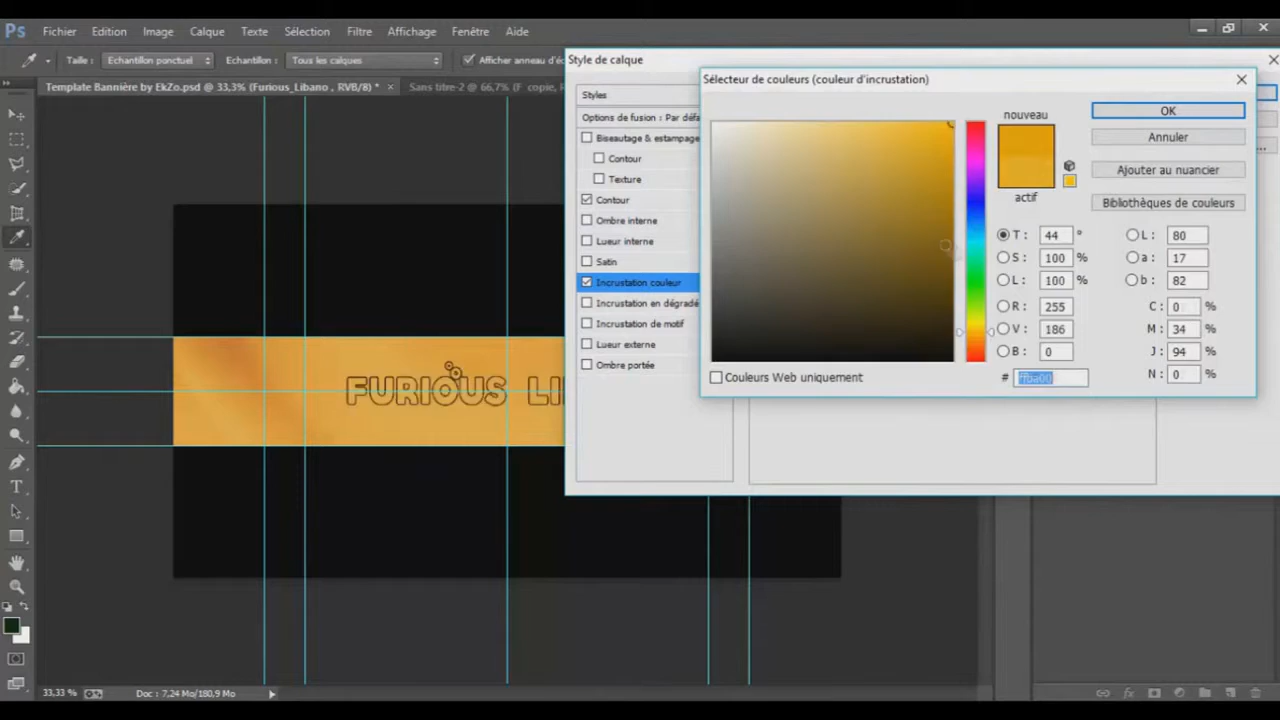 Ps Fichier Edition Image Calque Texte Sélection Filtre Affichage Fenêtre Aide
Taille : Echantillon ponctuel Echantillon : Tous les calques Afficher anneau d'éc
Template Bannière by EkZo.psd @ 33,3% (Furious_Libano , RVB/8) * × Sans titre-2 @ 66,7% (F copie,
Style de calque
Sélecteur de couleurs (couleur d'incrustation)
Styles
Options de fusion : Par défa
Biseautage & estampage
Contour
Texture
Contour
Ombre interne
Lueur interne
Satin
Incrustation couleur
Incrustation en dégradé
Incrustation de motif
Lueur externe
Ombre portée
nouveau
actif
OK
Annuler
Ajouter au nuancier
Bibliothèques de couleurs
T : 44 ° L : 80
S : 100 % a : 17
L : 100 % b : 82
R : 255 C : 0 %
V : 186 M : 34 %
B : 0 J : 94 %
# ffba00 N : 0 %
Couleurs Web uniquement
FURIOUS LI
33,33 % Doc : 7,24 Mo/180,9 Mo